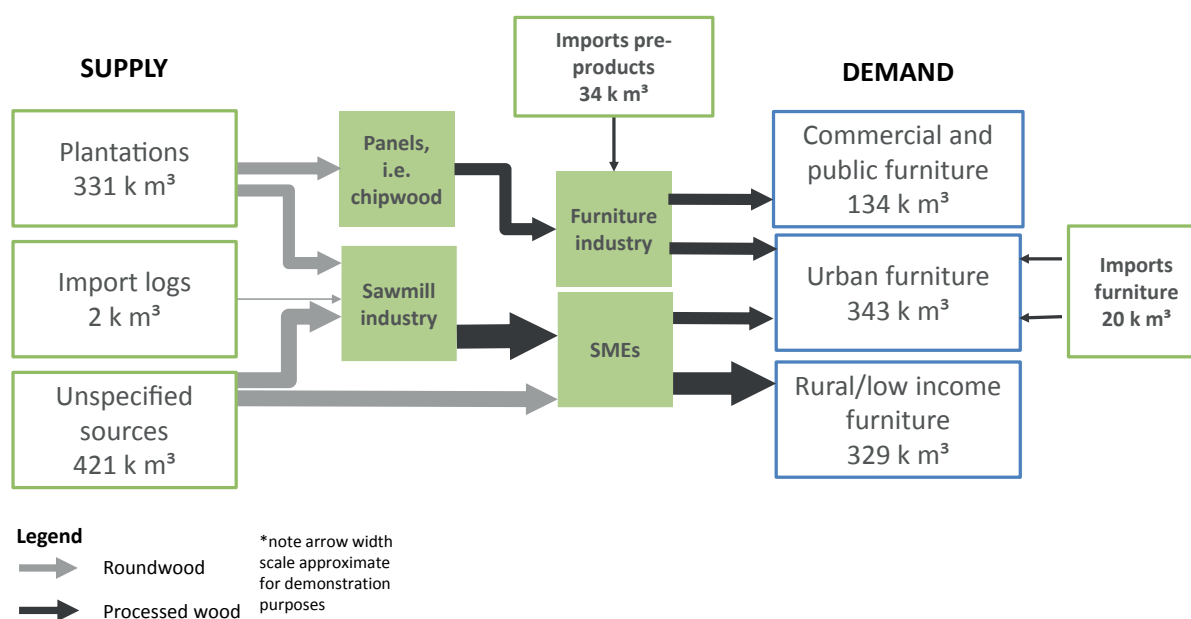 SUPPLY
Plantations
331 k m³
Import logs
2 k m³
Unspecified
sources
421 k m³
Panels,
i.e.
chipwood
Sawmill
industry
Imports pre-
products
34 k m³
Furniture
industry
SMEs
DEMAND
Commercial and
public furniture
134 k m³
Urban furniture
343 k m³
Rural/low income
furniture
329 k m³
Imports
furniture
20 k m³
Legend
Roundwood
Processed wood
*note arrow width
scale approximate
for demonstration
purposes